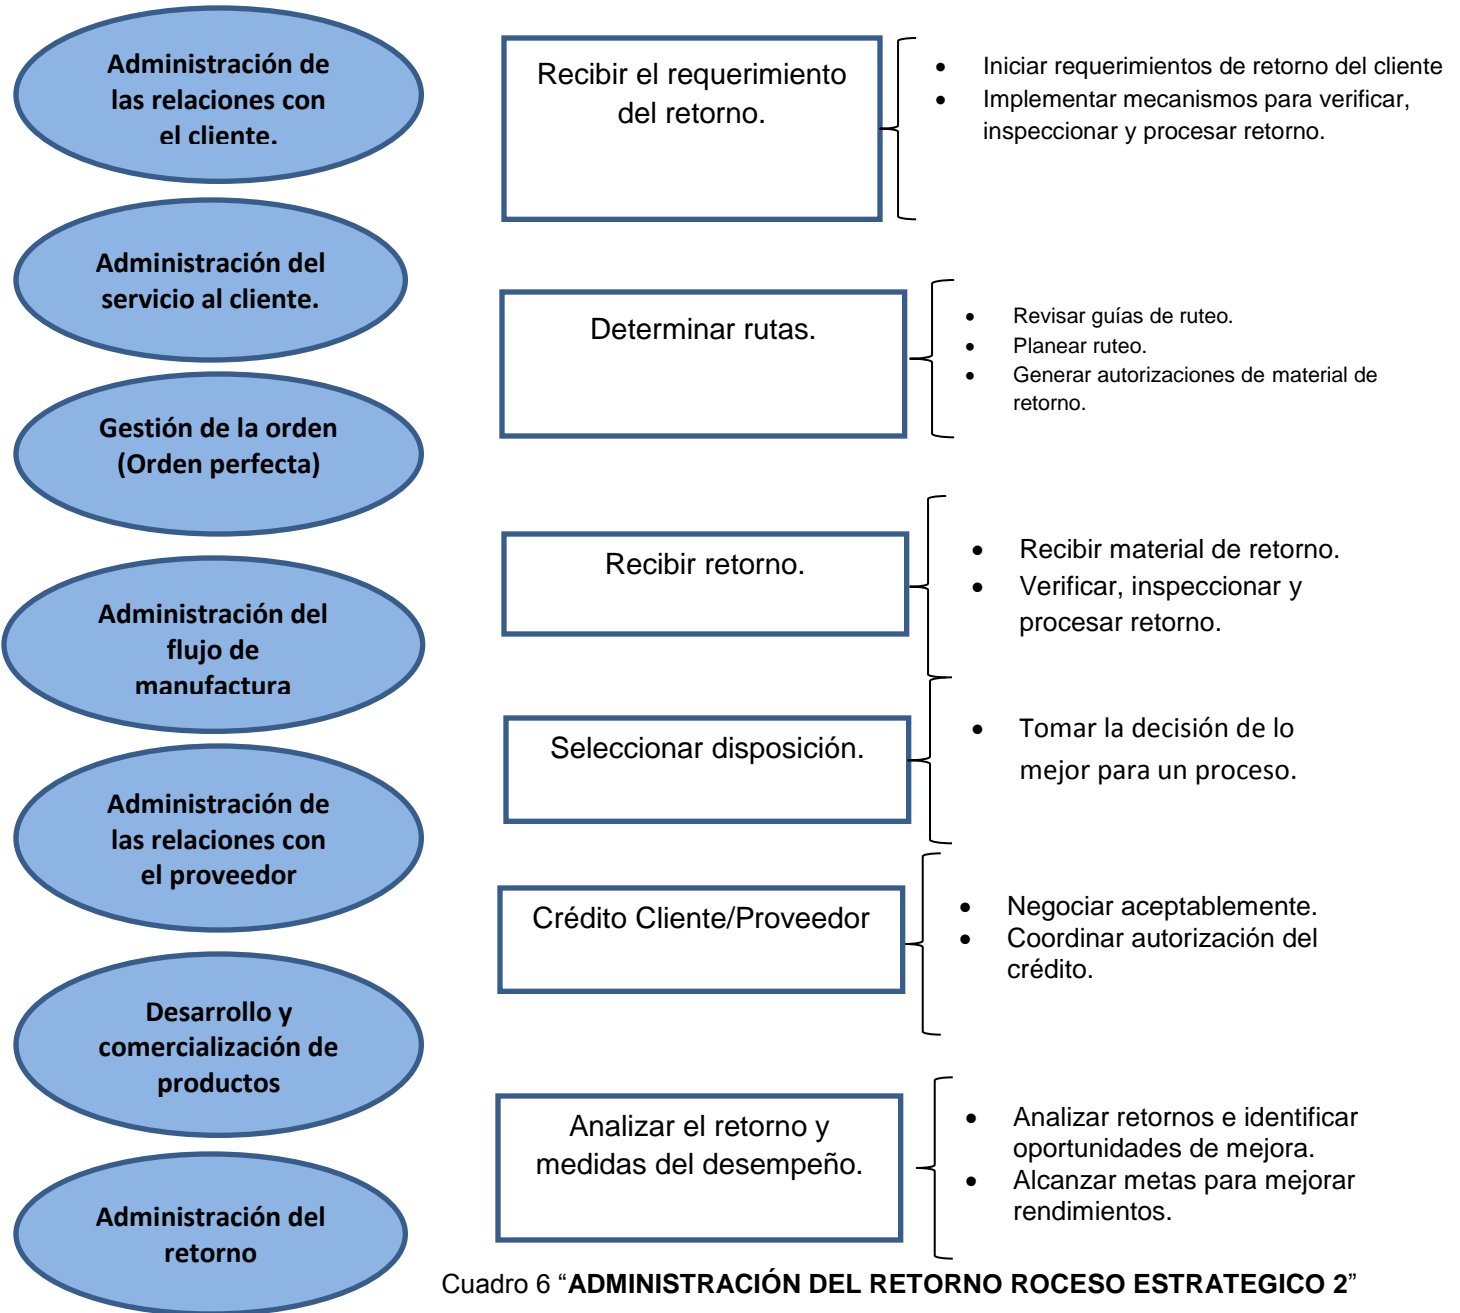 Administración de
las relaciones con
el cliente.
Administración del
servicio al cliente.
Gestión de la orden
(Orden perfecta)
Administración del
flujo de
manufactura
Administración de
las relaciones con
el proveedor
Desarrollo y
comercialización de
productos
Administración del
retorno
Recibir el requerimiento
del retorno.
• Iniciar requerimientos de retorno del cliente
• Implementar mecanismos para verificar,
inspeccionar y procesar retorno.
Determinar rutas.
• Revisar guías de ruteo.
• Planear ruteo.
• Generar autorizaciones de material de
retorno.
Recibir retorno.
• Recibir material de retorno.
• Verificar, inspeccionar y
procesar retorno.
Seleccionar disposición.
• Tomar la decisión de lo
mejor para un proceso.
Crédito Cliente/Proveedor
• Negociar aceptablemente.
• Coordinar autorización del
crédito.
Analizar el retorno y
medidas del desempeño.
• Analizar retornos e identificar
oportunidades de mejora.
• Alcanzar metas para mejorar
rendimientos.
Cuadro 6 “ADMINISTRACIÓN DEL RETORNO ROCESO ESTRATEGICO 2”